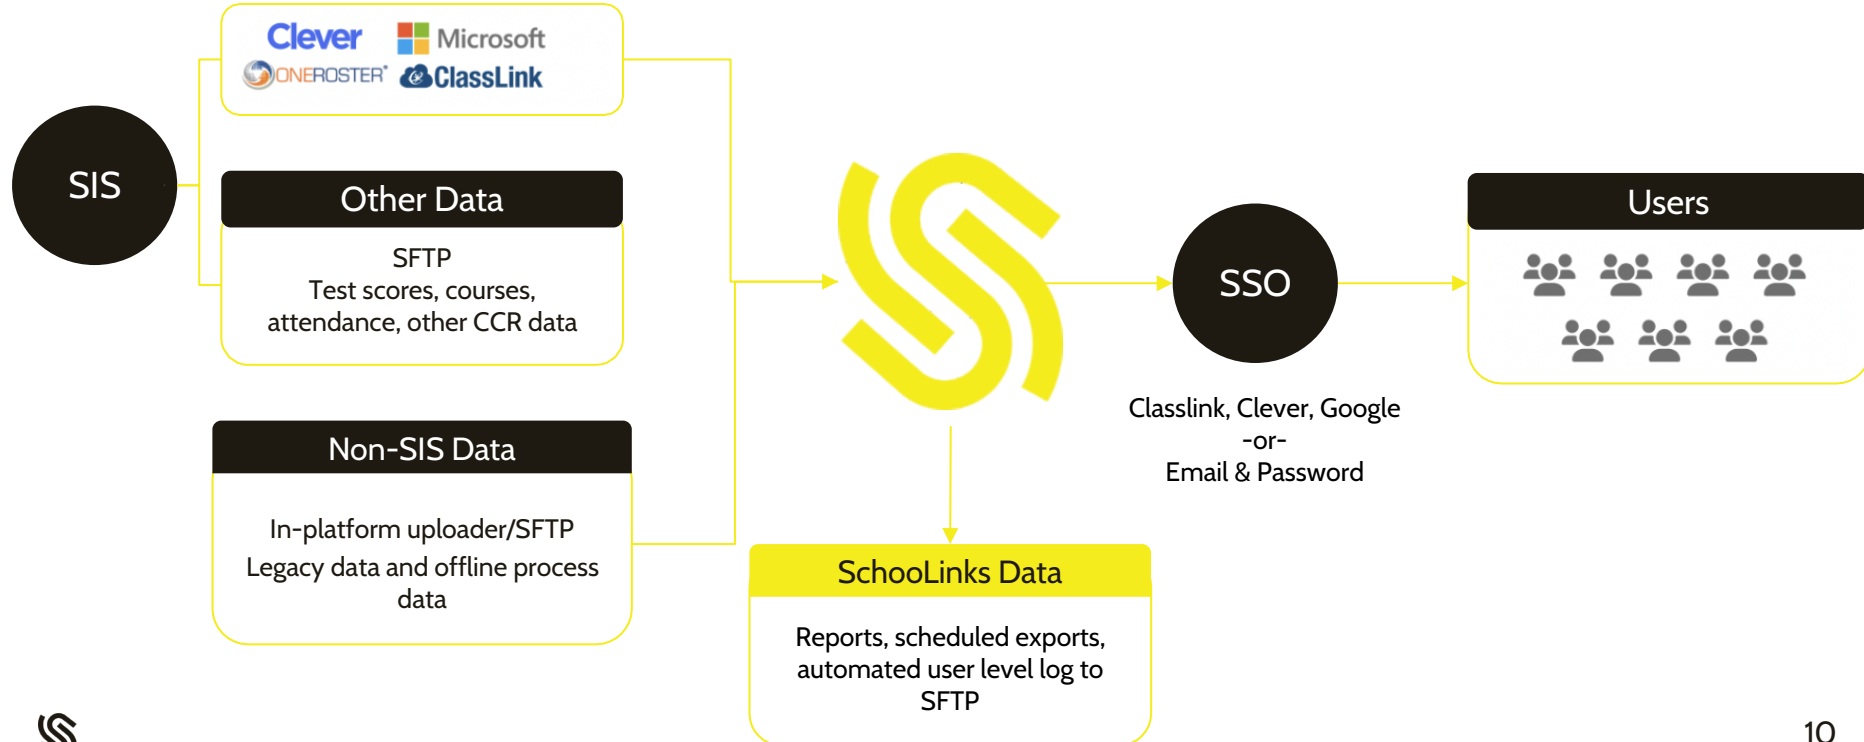 Clever
Microsoft
ONEROSTER
ClassLink
SIS
Other Data
SFTP
Test scores, courses,
attendance, other CCR data
Non-SIS Data
In-platform uploader/SFTP
Legacy data and offline process
data
SchooLinks Data
Reports, scheduled exports,
automated user level log to
SFTP
SSO
Classlink, Clever, Google
-or-
Email & Password
Users
10